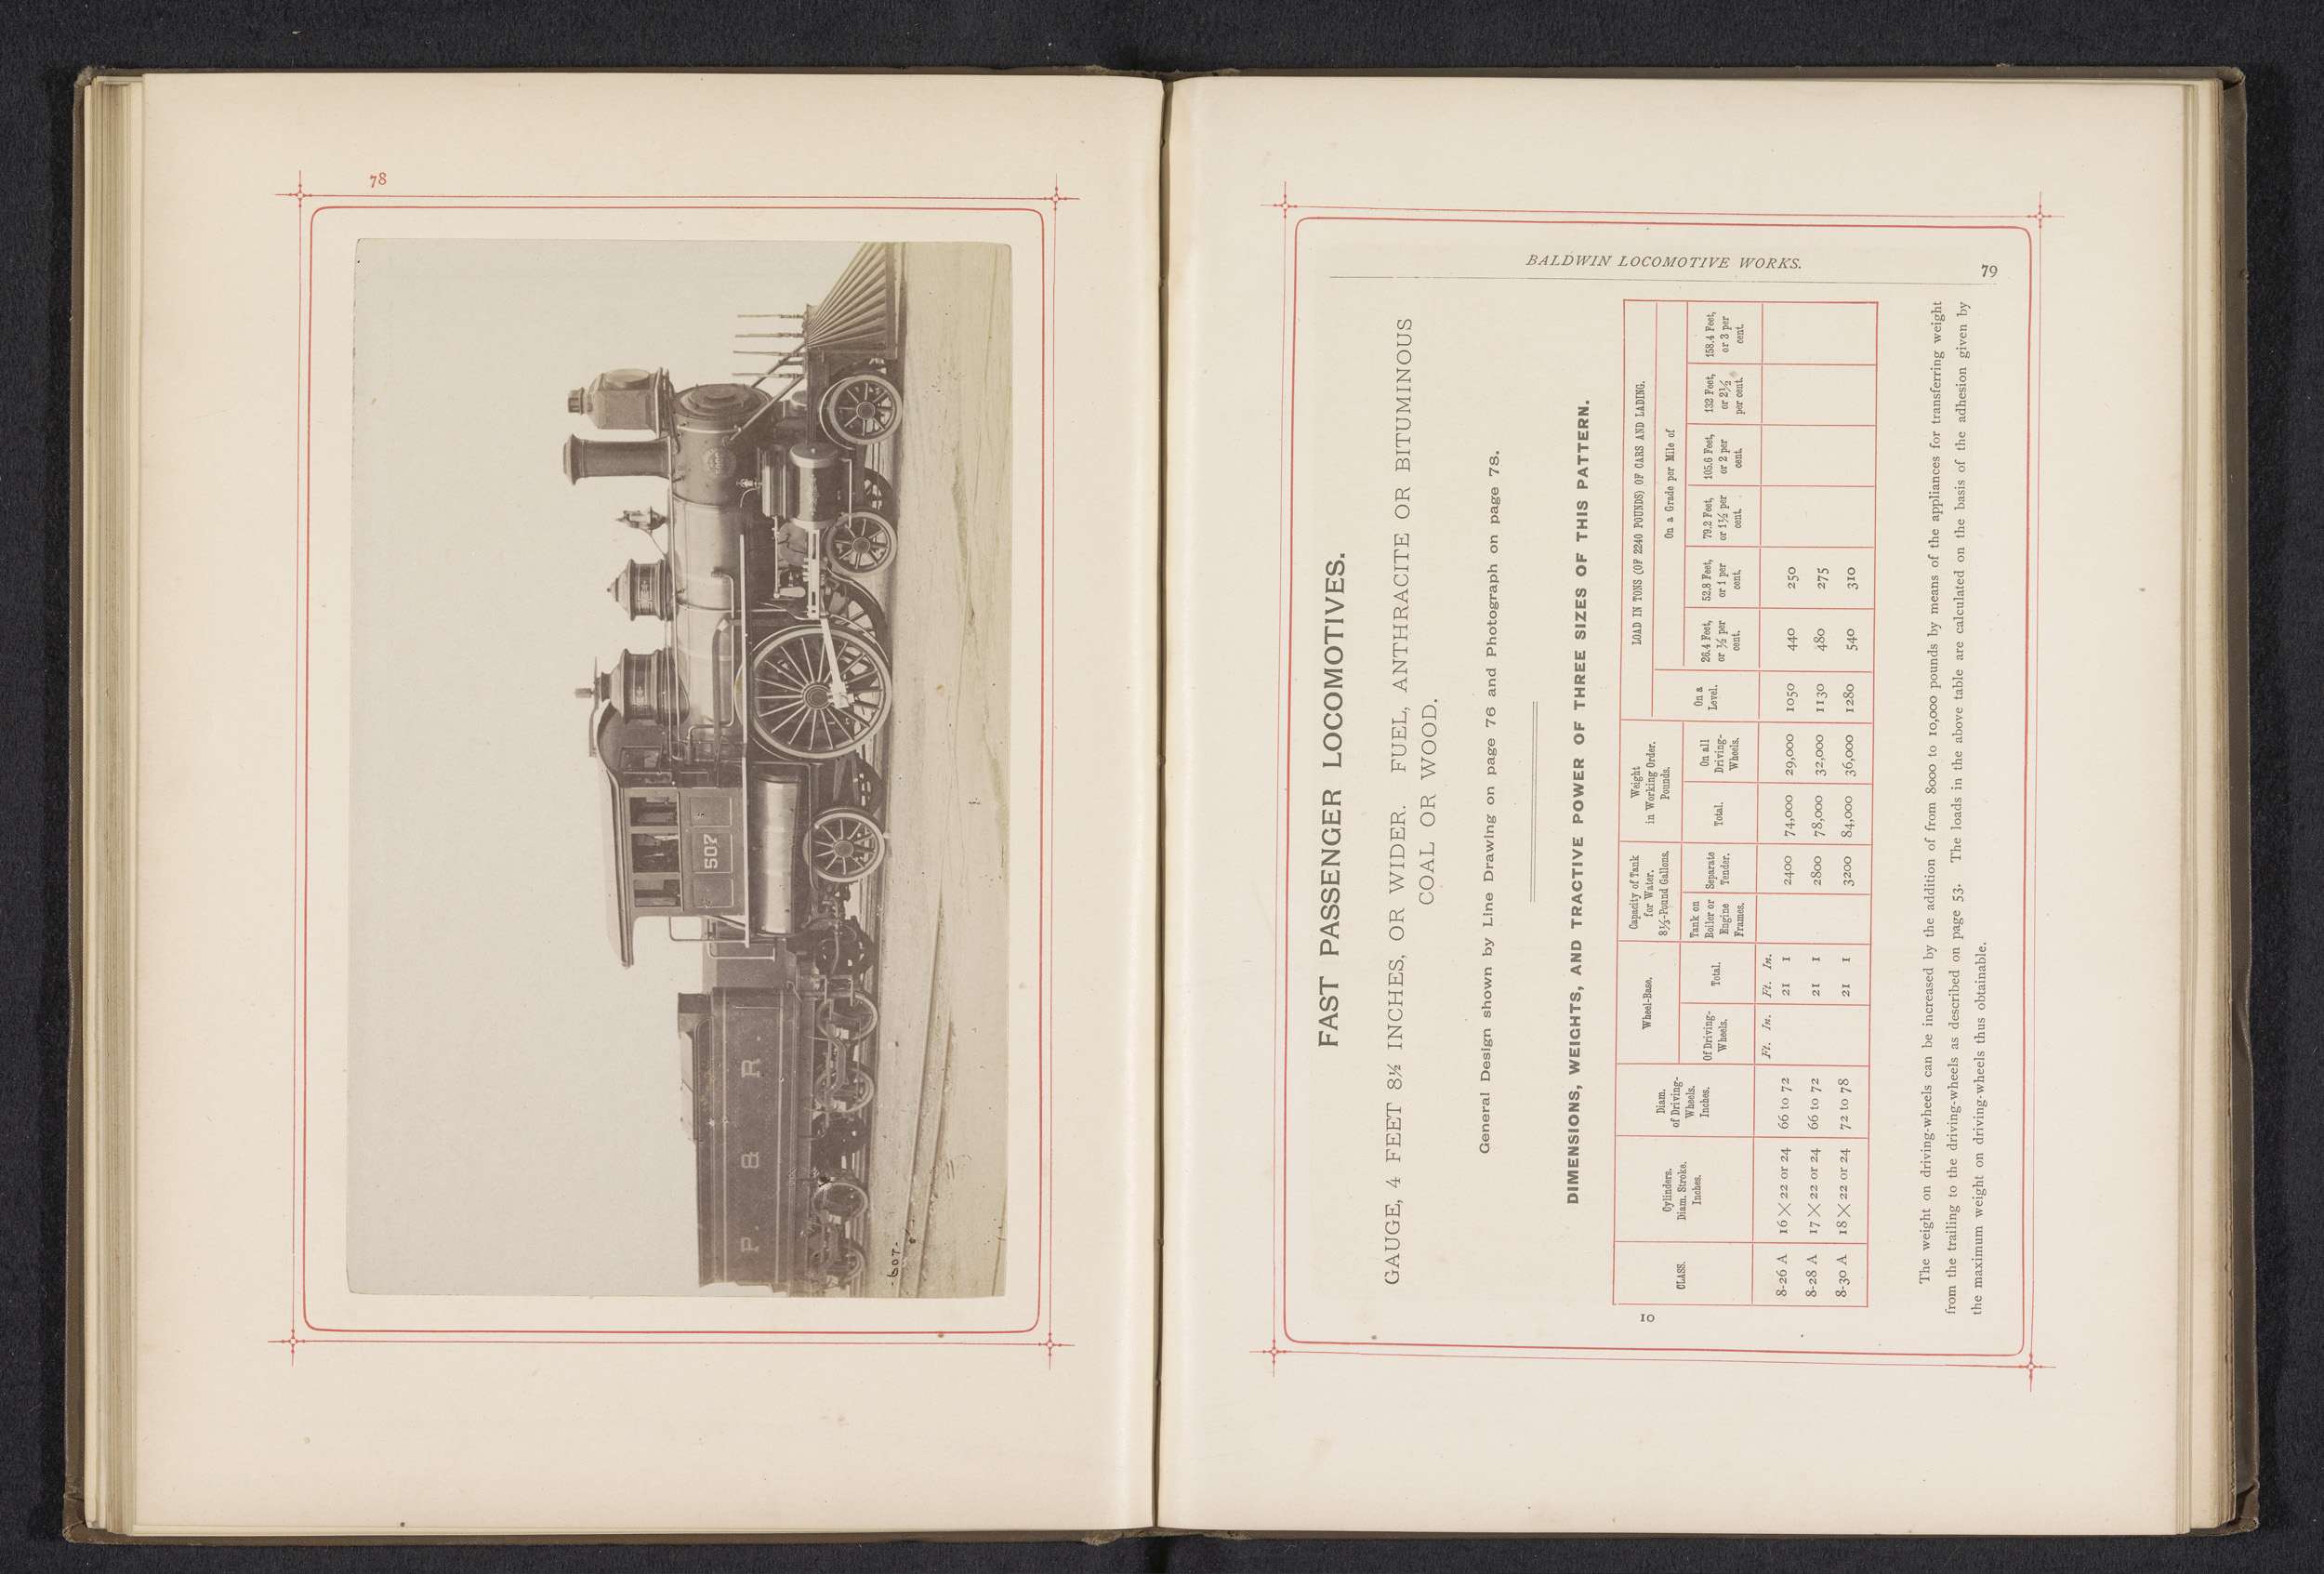 78
507
P. & R.
607.
BALDWIN LOCOMOTIVE WORKS.
79
FAST PASSENGER LOCOMOTIVES.
GAUGE, 4 FEET 8½ INCHES, OR WIDER. FUEL, ANTHRACITE OR BITUMINOUS
COAL OR WOOD.
General Design shown by Line Drawing on page 76 and Photograph on page 78.
DIMENSIONS, WEIGHTS, AND TRACTIVE POWER OF THREE SIZES OF THIS PATTERN.
CLASS.
Cylinders.
Diam. Stroke.
Inches.
Diam.
of Driving-
Wheels.
Inches.
Wheel-Base.
Of Driving-
Wheels.
Total.
Capacity of Tank
for Water.
8⅓-Pound Gallons.
Tank on
Boiler or
Engine
Frames.
Separate
Tender.
Weight
in Working Order.
Pounds.
Total.
On all
Driving-
Wheels.
LOAD IN TONS (OF 2240 POUNDS) OF CARS AND LADING.
On a
Level.
On a Grade per Mile of
26.4 Feet,
or ½ per
cent.
52.8 Feet,
or 1 per
cent.
79.2 Feet,
or 1½ per
cent.
105.6 Feet,
or 2 per
cent.
132 Feet,
or 2½
per cent.
158.4 Feet,
or 3 per
cent.
Ft. In. Ft. In.
8-26 A 16 × 22 or 24 66 to 72 21 1 2400 74,000 29,000 1050 440 250
8-28 A 17 × 22 or 24 66 to 72 21 1 2800 78,000 32,000 1130 480 275
8-30 A 18 × 22 or 24 72 to 78 21 1 3200 84,000 36,000 1280 540 310
10
The weight on driving-wheels can be increased by the addition of from 8000 to 10,000 pounds by means of the appliances for transferring weight
from the trailing to the driving-wheels as described on page 53. The loads in the above table are calculated on the basis of the adhesion given by
the maximum weight on driving-wheels thus obtainable.